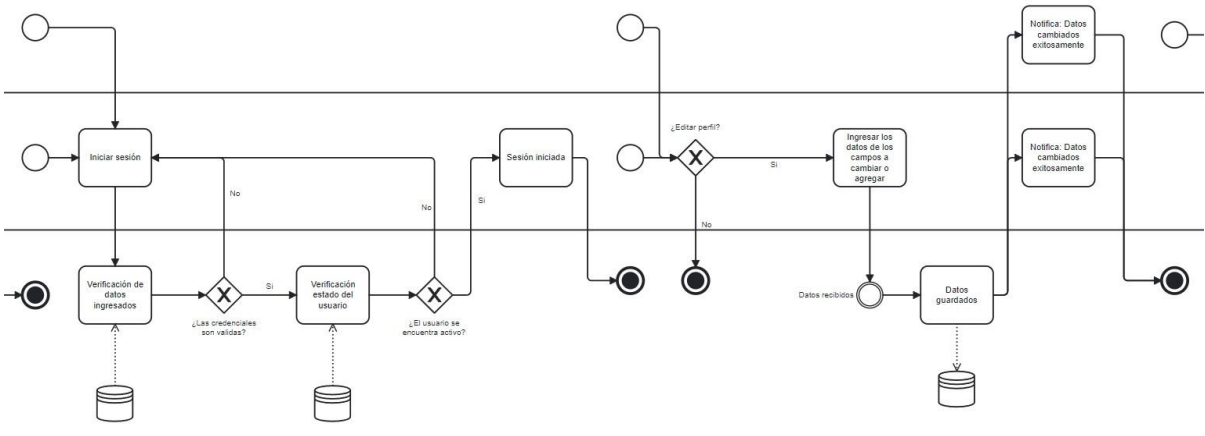 Notifica: Datos
cambiados
exitosamente
Iniciar sesión
No
No
Si
Sesión iniciada
¿Editar perfil?
Si
No
Ingresar los
datos de los
campos a
cambiar o
agregar
Notifica: Datos
cambiados
exitosamente
Verificación de
datos
ingresados
Si
¿Las credenciales
son validas?
Verificación
estado del
usuario
¿El usuario se
encuentra activo?
Datos recibidos
Datos
guardados